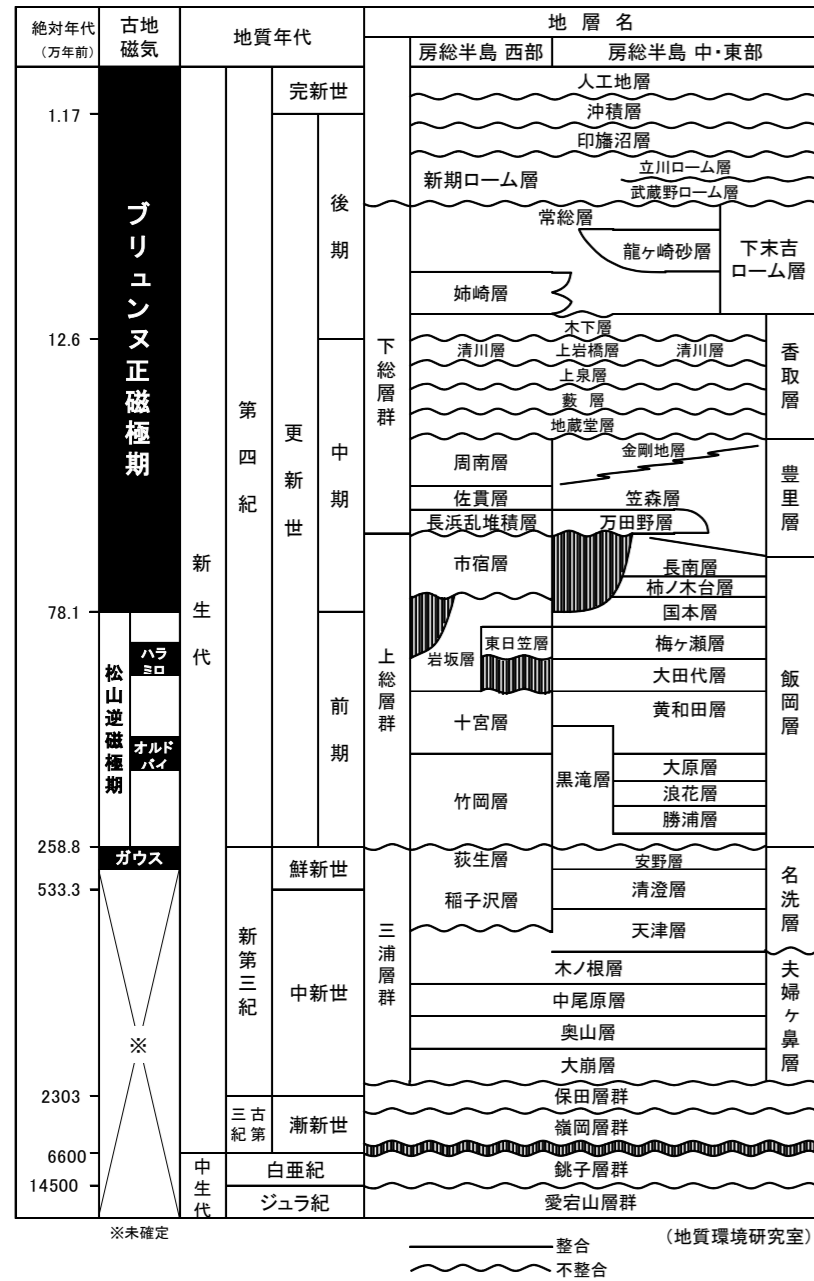 絶対年代
(万年前)
古地
磁気
地質年代
地層名
房総半島 西部
房総半島 中・東部
1.17
12.6
78.1
258.8
533.3
2303
6600
14500
ブリュンヌ正磁極期
松山逆磁極期
ハラ
ミロ
オルド
バイ
ガウス
※
新生代
中生代
第四紀
新第三紀
古第
三紀
白亜紀
ジュラ紀
完新世
更新世
後期
中期
前期
鮮新世
中新世
漸新世
下総層群
上総層群
三浦層群
人工地層
沖積層
印旛沼層
新期ローム層
立川ローム層
武蔵野ローム層
常総層
龍ヶ崎砂層
下末吉
ローム層
姉崎層
木下層
清川層
上岩橋層
清川層
上泉層
藪 層
地蔵堂層
香取層
周南層
金剛地層
佐貫層
笠森層
長浜乱堆積層
万田野層
豊里層
市宿層
長南層
柿ノ木台層
国本層
岩坂層
東日笠層
梅ヶ瀬層
大田代層
十宮層
黄和田層
黒滝層
大原層
竹岡層
浪花層
勝浦層
飯岡層
荻生層
安野層
稲子沢層
清澄層
天津層
名洗層
木ノ根層
中尾原層
奥山層
大崩層
夫婦ヶ鼻層
保田層群
嶺岡層群
銚子層群
愛宕山層群
※未確定
(地質環境研究室)
整合
不整合